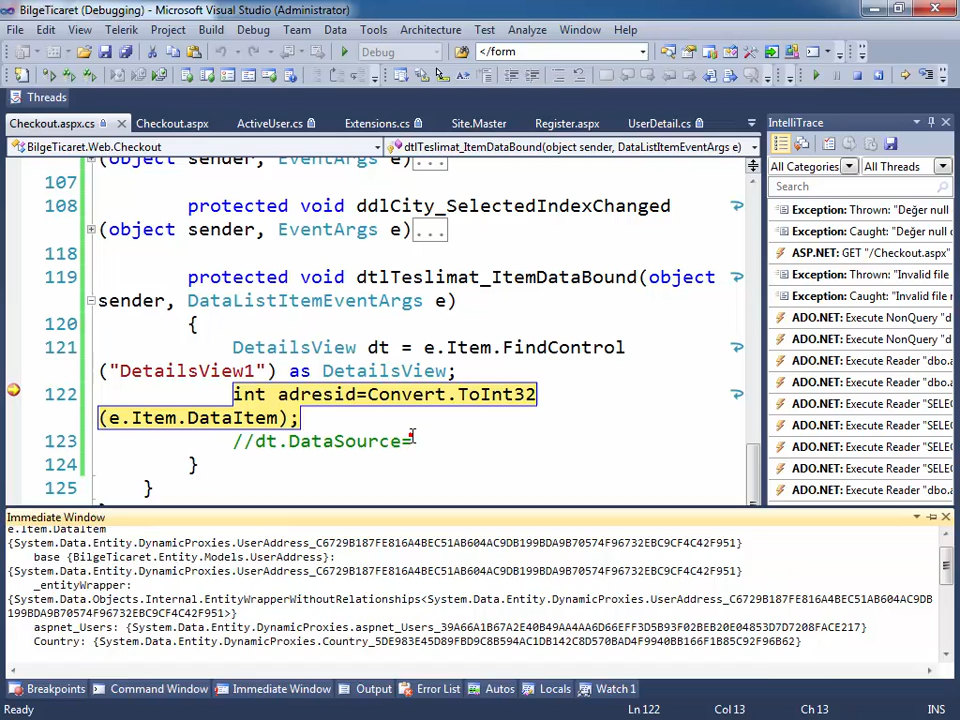 BilgeTicaret (Debugging) - Microsoft Visual Studio (Administrator)
File Edit View Telerik Project Build Debug Team Data Tools Architecture Test Analyze Window Help
Debug </form
Threads
Checkout.aspx.cs Checkout.aspx ActiveUser.cs Extensions.cs Site.Master Register.aspx UserDetail.cs
BilgeTicaret.Web.Checkout dtlTeslimat_ItemDataBound(object sender, DataListItemEventArgs e)
(object sender, EventArgs e)...
107
108 protected void ddlCity_SelectedIndexChanged
(object sender, EventArgs e)...
118
119 protected void dtlTeslimat_ItemDataBound(object
sender, DataListItemEventArgs e)
120 {
121 DetailsView dt = e.Item.FindControl
("DetailsView1") as DetailsView;
122 int adresid=Convert.ToInt32
(e.Item.DataItem);
123 //dt.DataSource=
124 }
125 }
IntelliTrace
All Categories All Threads
Search
Exception: Thrown: "Değer null
Exception: Caught: "Değer null o
ASP.NET: GET "/Checkout.aspx"
Exception: Thrown: "Invalid file
Exception: Caught: "Invalid file n
ADO.NET: Execute NonQuery "d
ADO.NET: Execute Reader "dbo.a
ADO.NET: Execute NonQuery "d
ADO.NET: Execute Reader "dbo.a
ADO.NET: Execute Reader "SELE
ADO.NET: Execute Reader "SELE
ADO.NET: Execute Reader "SELE
ADO.NET: Execute Reader "SELE
ADO.NET: Execute Reader "dbo.a
Immediate Window
e.Item.DataItem
{System.Data.Entity.DynamicProxies.UserAddress_C6729B187FE816A4BEC51AB604AC9DB199BDA9B70574F96732EBC9CF4C42F951}
base {BilgeTicaret.Entity.Models.UserAddress}:
{System.Data.Entity.DynamicProxies.UserAddress_C6729B187FE816A4BEC51AB604AC9DB199BDA9B70574F96732EBC9CF4C42F951}
_entityWrapper:
{System.Data.Objects.Internal.EntityWrapperWithoutRelationships<System.Data.Entity.DynamicProxies.UserAddress_C6729B187FE816A4BEC51AB604AC9DB
199BDA9B70574F96732EBC9CF4C42F951>}
aspnet_Users: {System.Data.Entity.DynamicProxies.aspnet_Users_39A66A1B67A2E40B49AA4AA6D66EFF3D5B93F02BEB20E04853D7D7208FACE217}
Country: {System.Data.Entity.DynamicProxies.Country_5DE983E45D89FBD9C8B594AC1DB142C8D570BAD4F9940BB166F1B85C92F96B62}
Breakpoints Command Window Immediate Window Output Error List Autos Locals Watch 1
Ready Ln 122 Col 13 Ch 13 INS